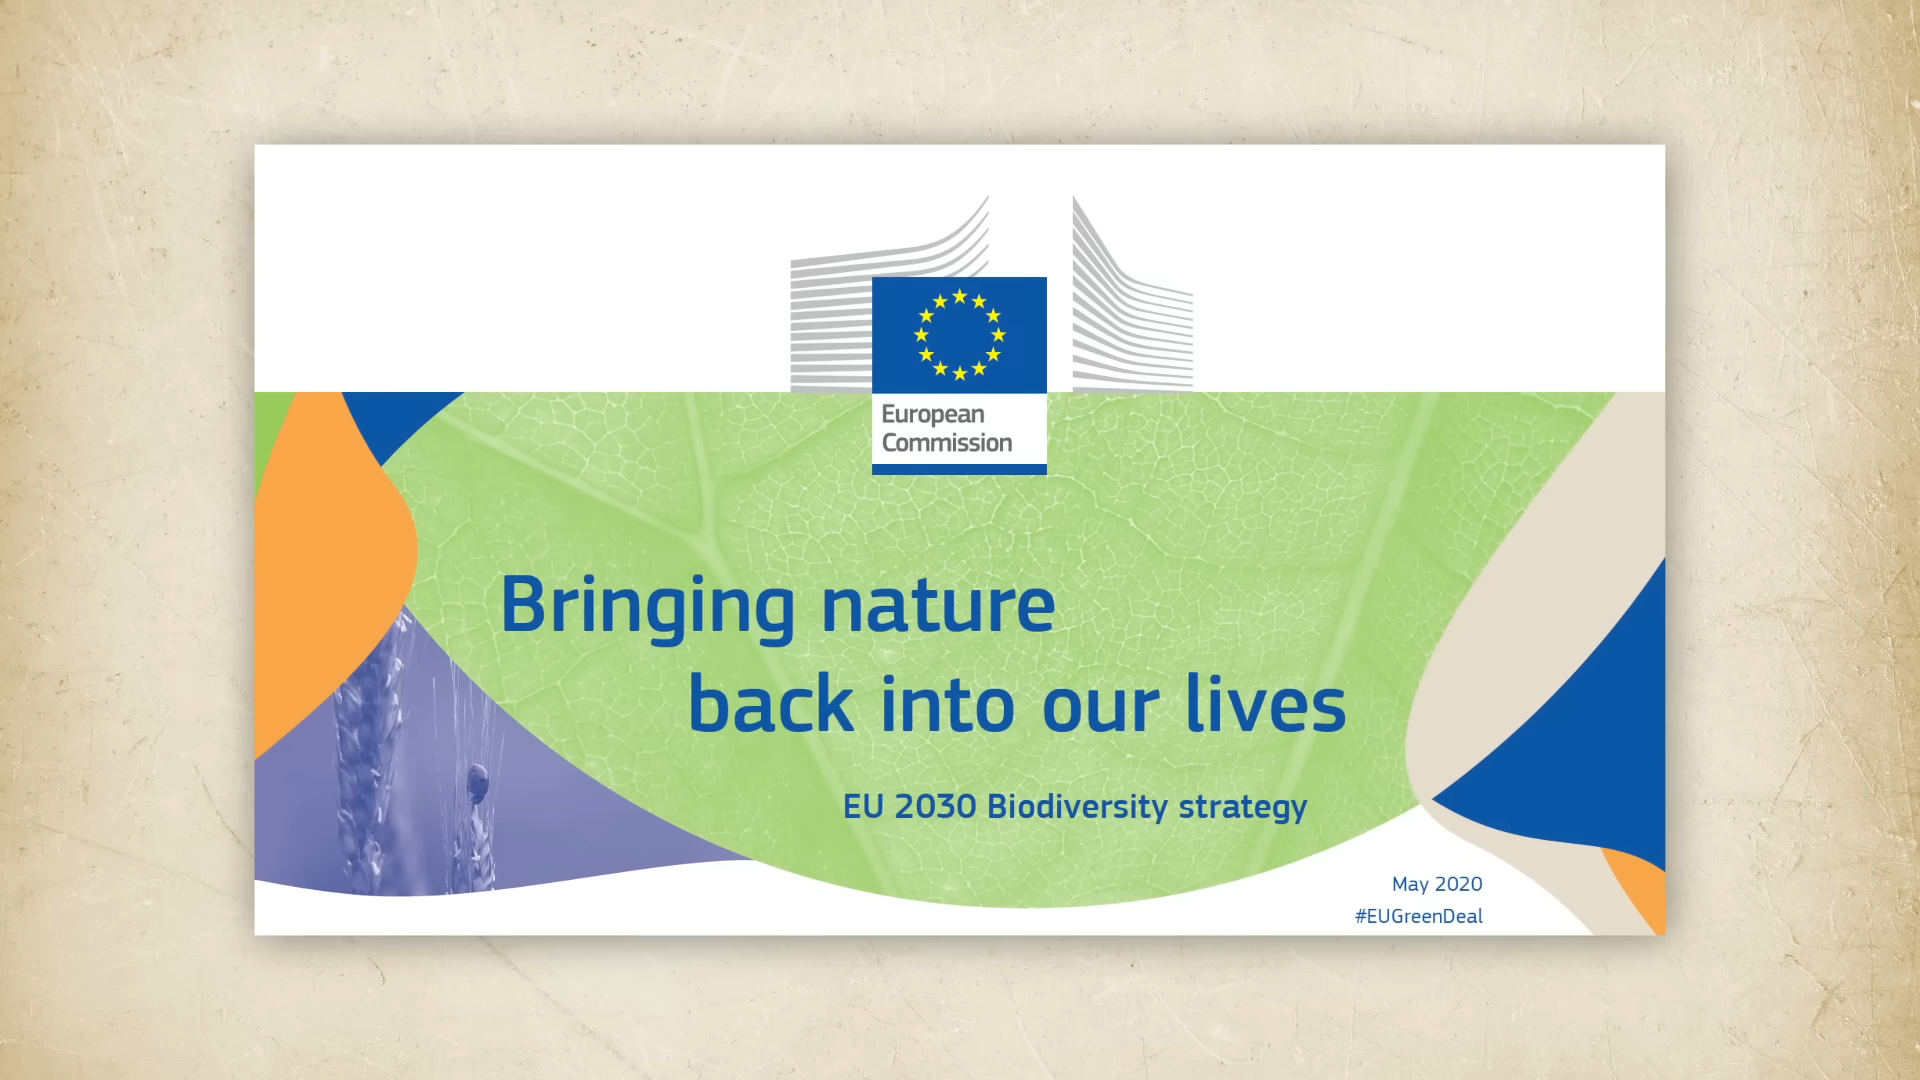 European
Commission
Bringing nature
back into our lives
EU 2030 Biodiversity strategy
May 2020
#EUGreenDeal